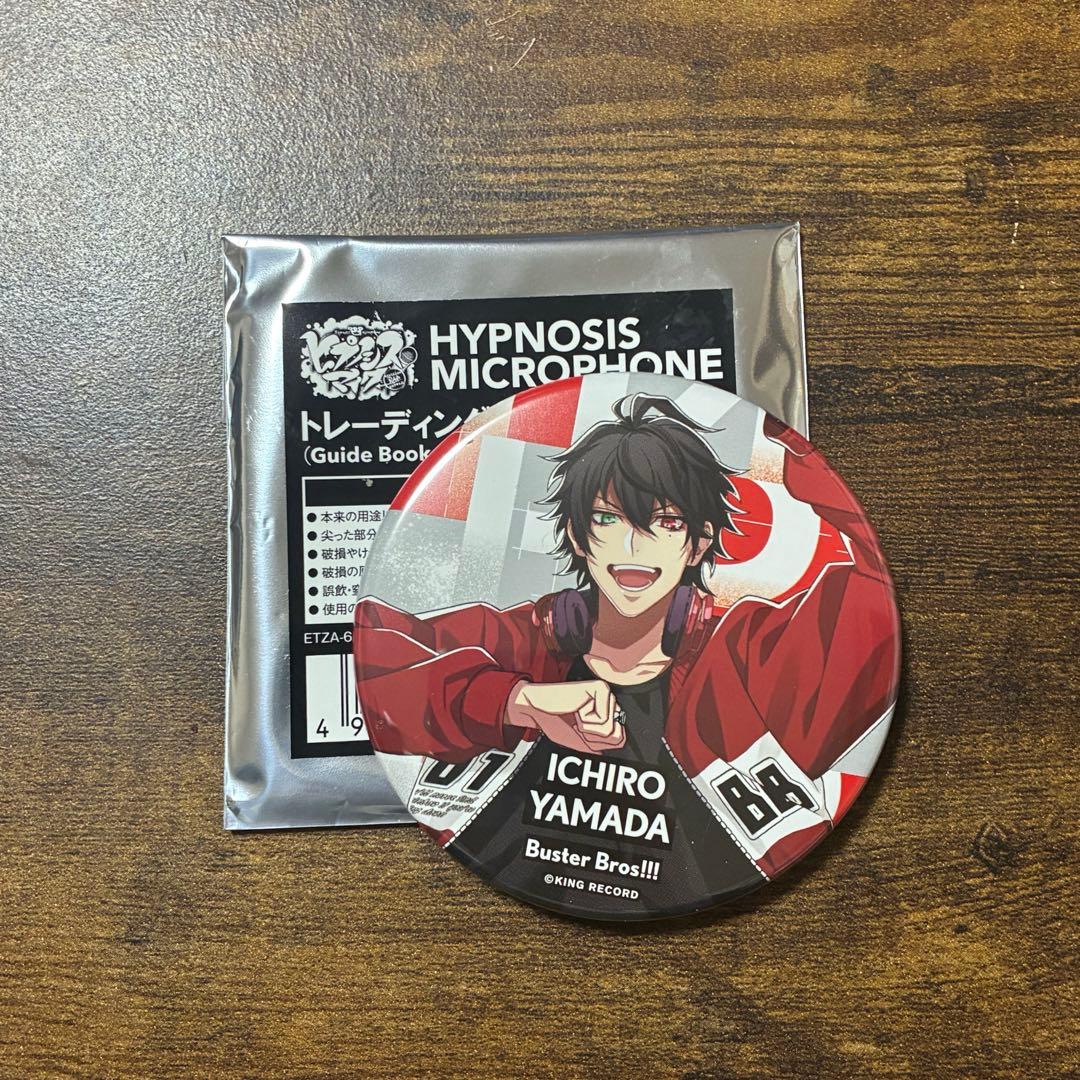 ヒプノシス
マイク
HYPNOSIS
MICROPHONE
トレーディング
(Guide Book
● 本来の用途
● 尖った部分
● 破損やけ
● 破損の
● 誤飲・窒
● 使用の
ETZA-6
4 9
01
BB
ICHIRO
YAMADA
Buster Bros!!!
©KING RECORD